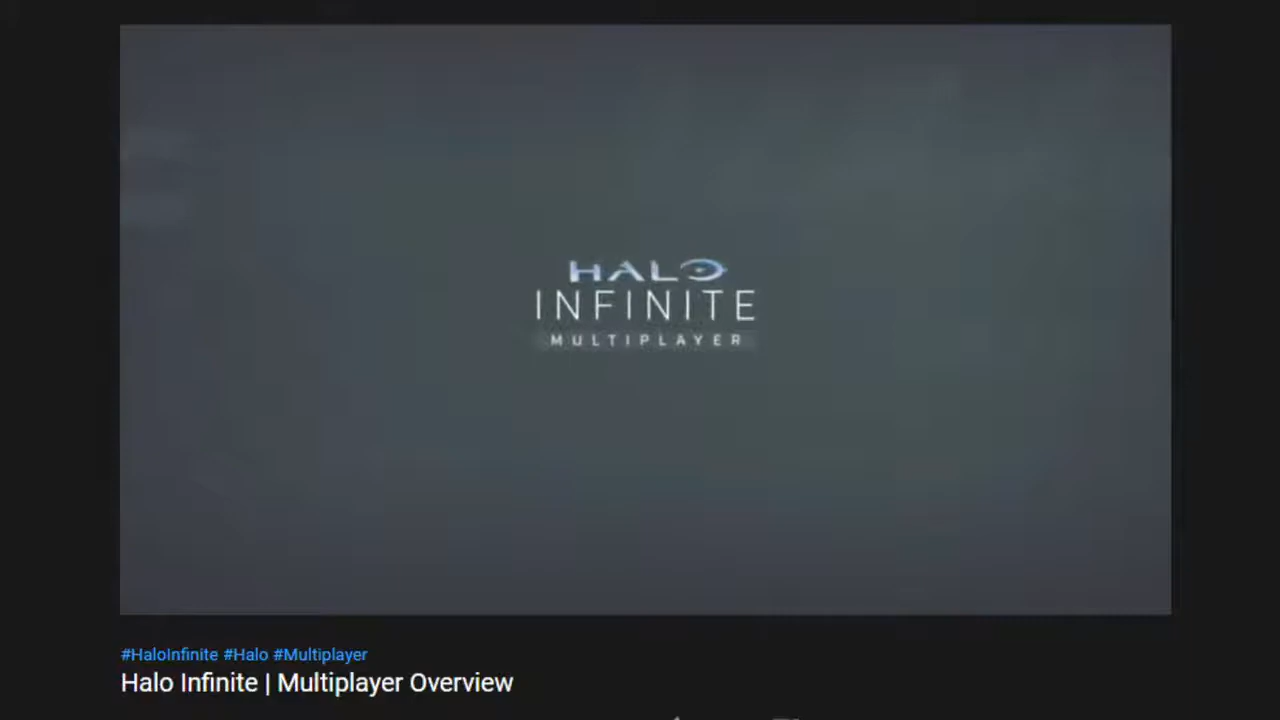 HALO
INFINITE
MULTIPLAYER
#HaloInfinite #Halo #Multiplayer
Halo Infinite | Multiplayer Overview